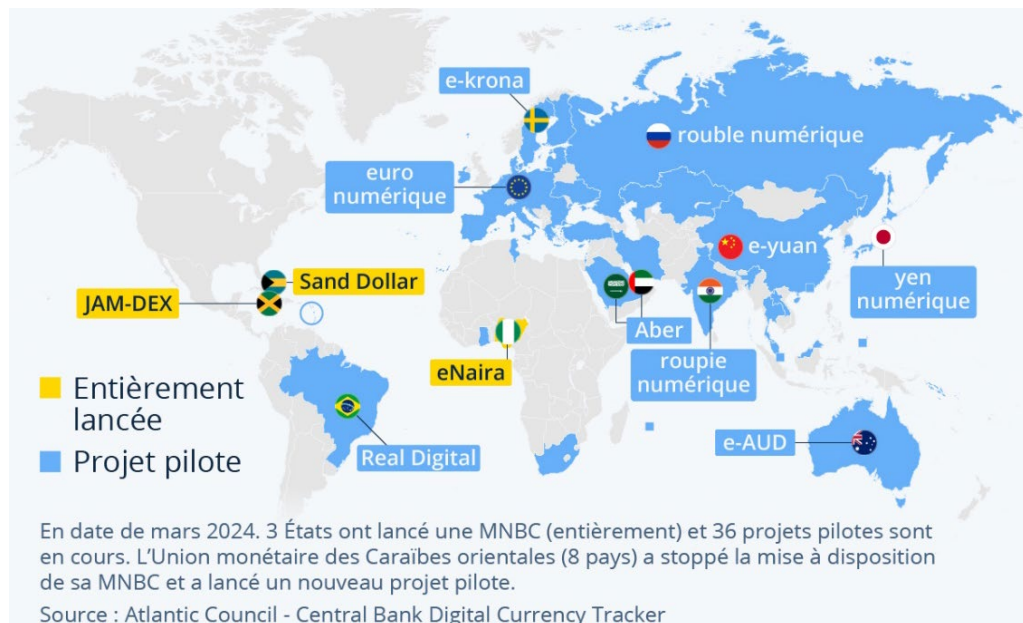 e-krona
rouble numérique
euro
numérique
e-yuan
Sand Dollar
JAM-DEX
yen
numérique
Aber
eNaira
roupie
numérique
Entièrement
lancée
Projet pilote
Real Digital
e-AUD
En date de mars 2024. 3 États ont lancé une MNBC (entièrement) et 36 projets pilotes sont
en cours. L’Union monétaire des Caraïbes orientales (8 pays) a stoppé la mise à disposition
de sa MNBC et a lancé un nouveau projet pilote.
Source : Atlantic Council - Central Bank Digital Currency Tracker